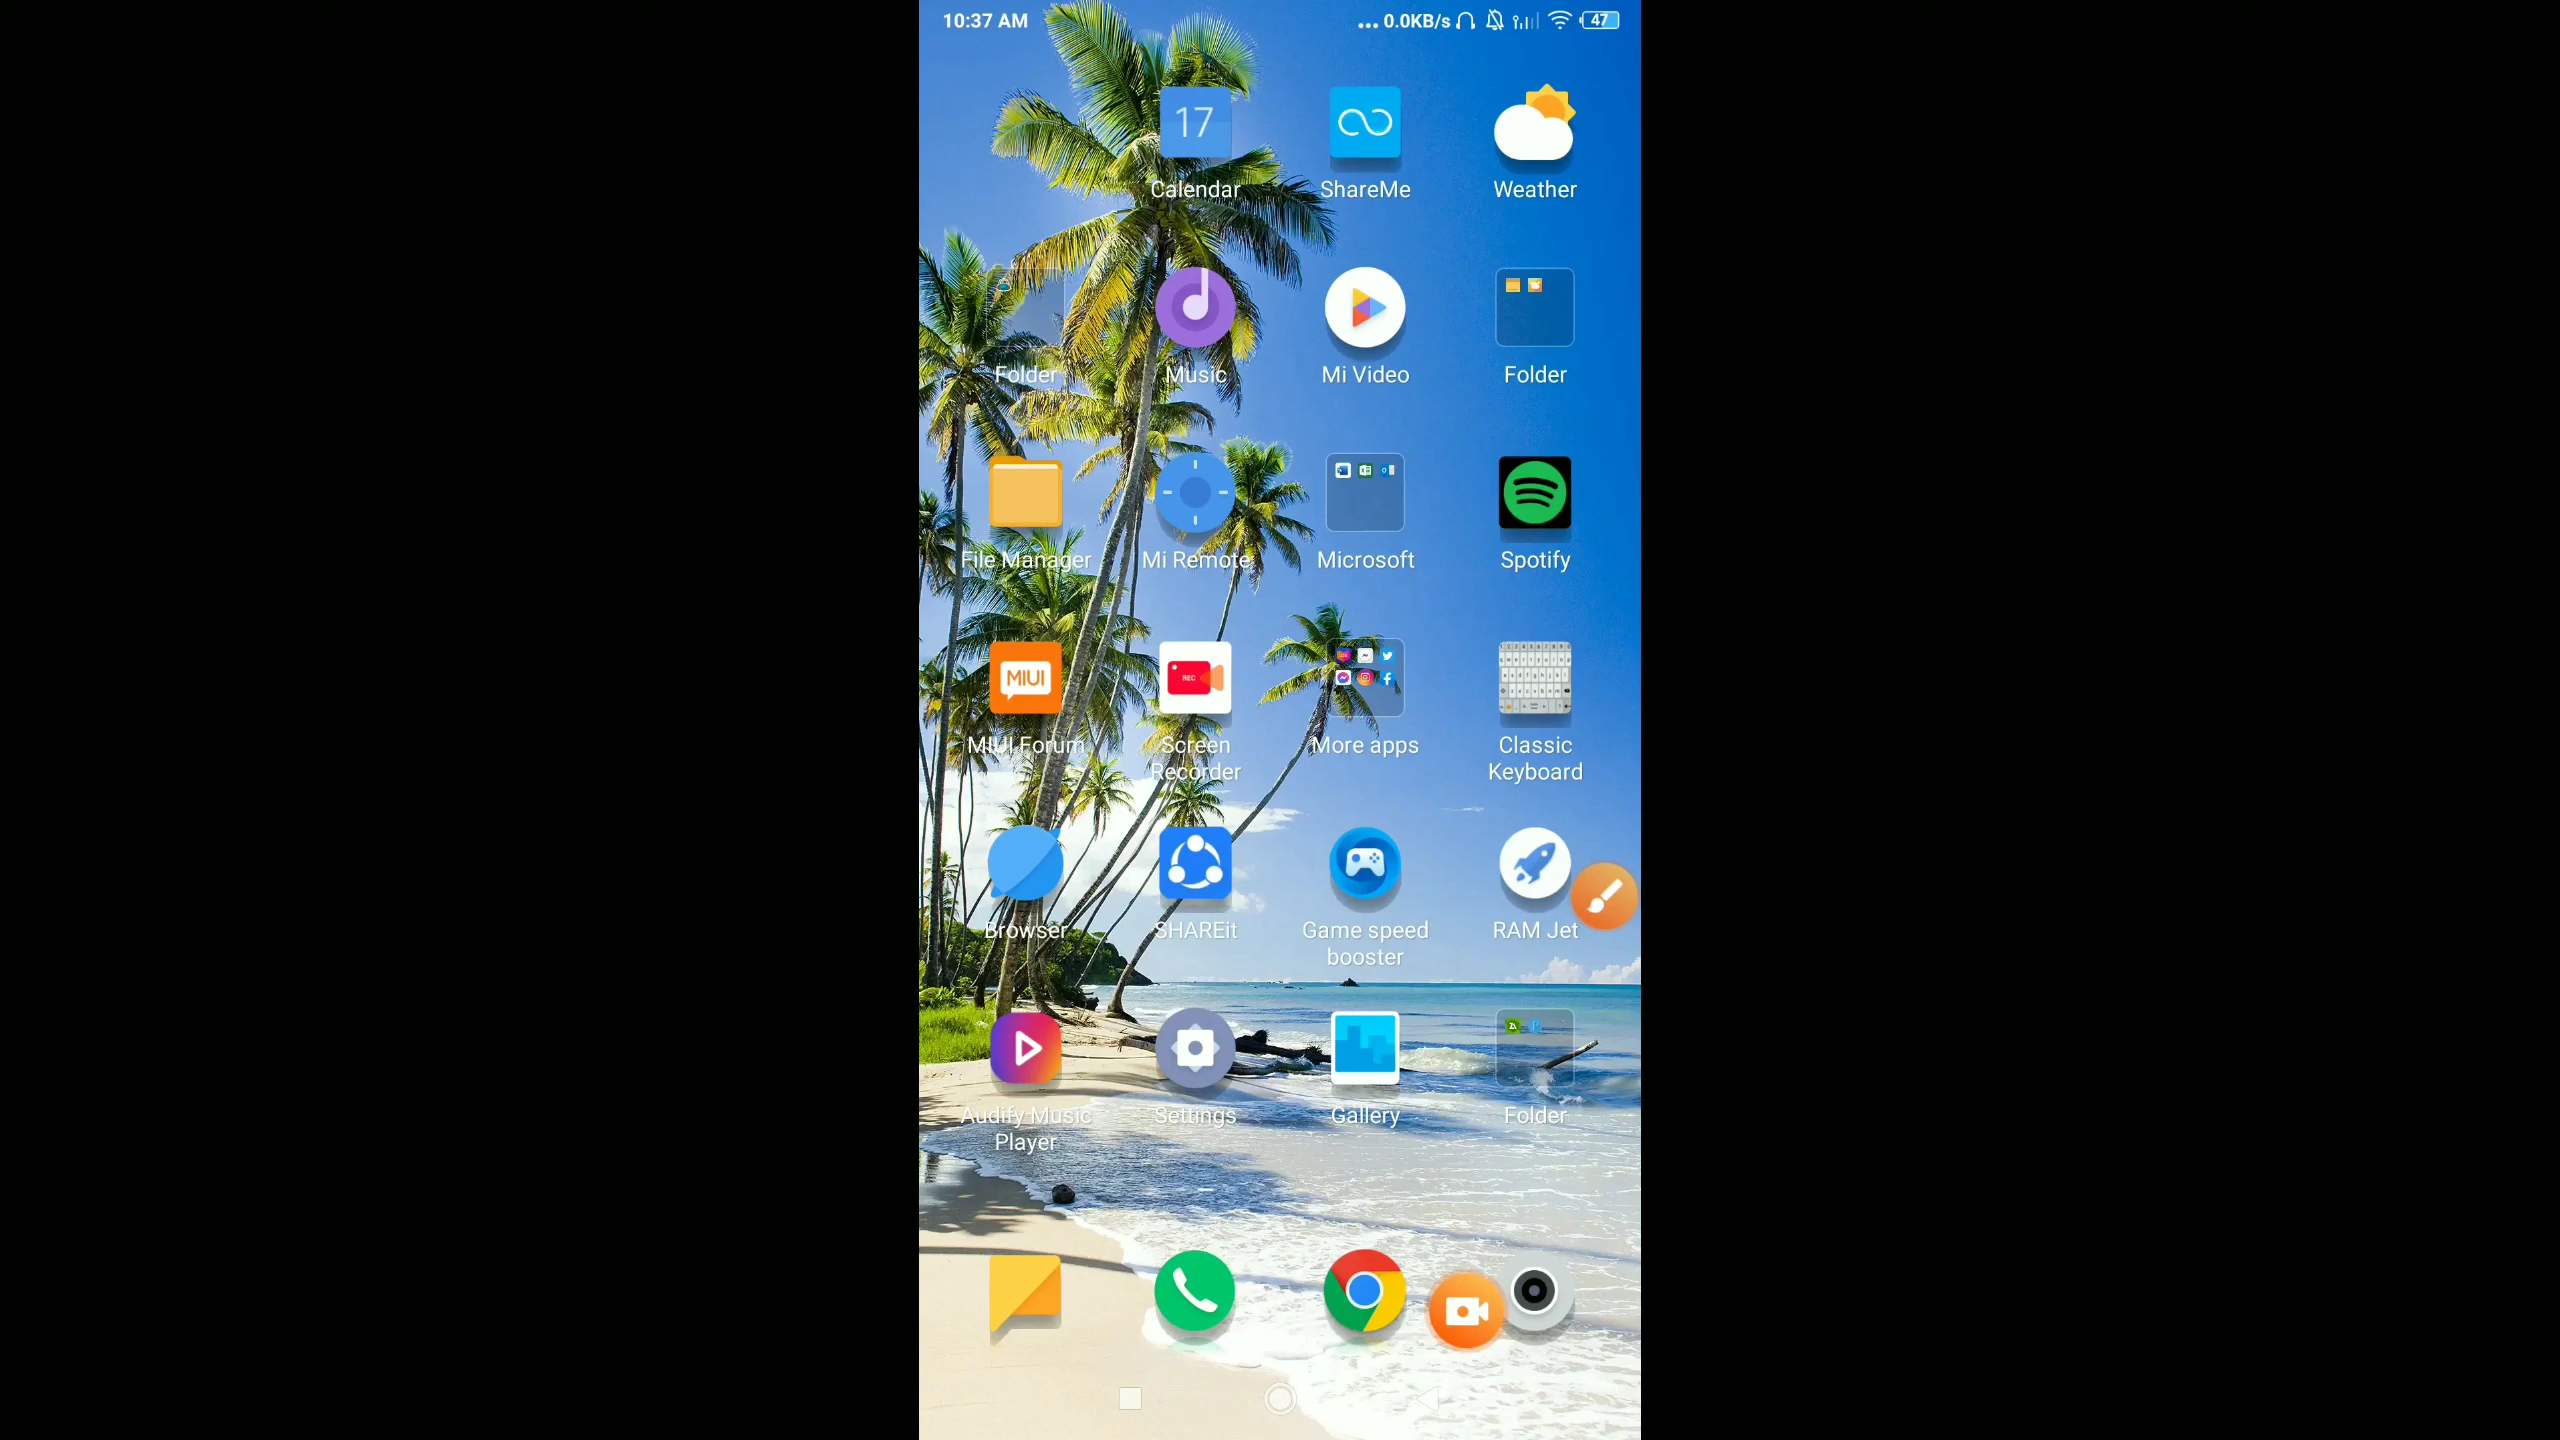 10:37 AM
... 0.0KB/s 47
17
Calendar
ShareMe
Weather
Folder
Music
Mi Video
Folder
File Manager
Mi Remote
Microsoft
Spotify
MIUI
REC
MIUI Forum
Screen
Recorder
More apps
Classic
Keyboard
Browser
SHAREit
Game speed
booster
RAM Jet
Audify Music
Player
Settings
Gallery
Folder